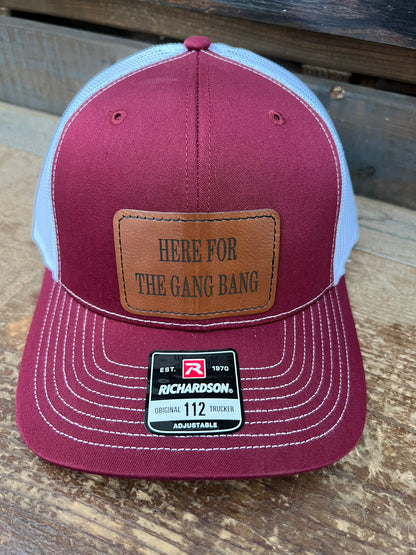 HERE FOR
THE GANG BANG
EST. R 1970
RICHARDSON®
ORIGINAL 112 TRUCKER
ADJUSTABLE